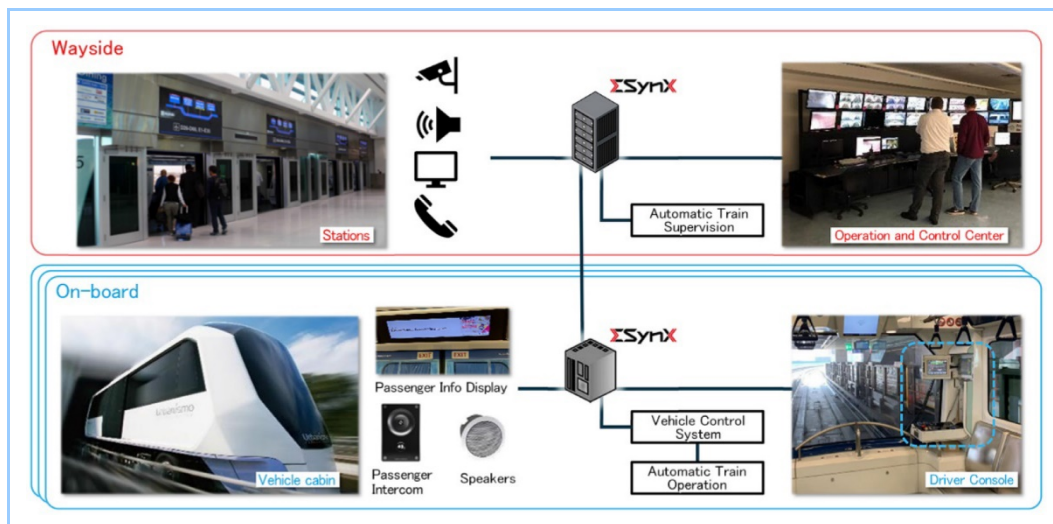 Wayside
ΣSynX
Stations
Automatic Train
Supervision
Operation and Control Center
On-board
ΣSynX
EXIT
EXIT
Passenger Info Display
Vehicle Control
System
Urbanismo
Passenger
Intercom
Speakers
Automatic Train
Operation
Vehicle cabin
Driver Console